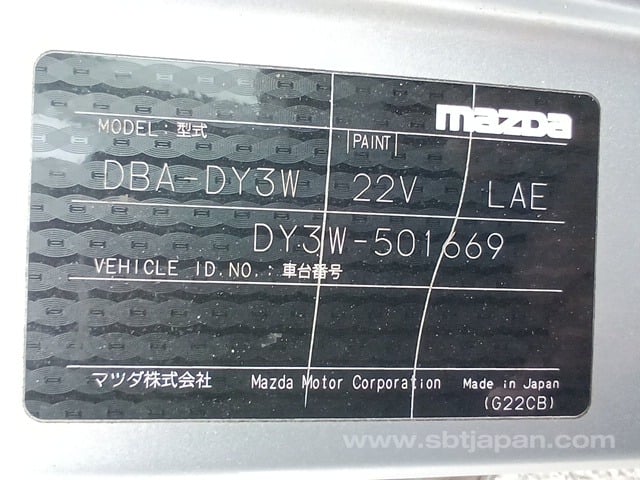 mazda
MODEL : 型式 PAINT
DBA-DY3W 22V LAE
DY3W-501669
VEHICLE ID.NO. : 車台番号
マツダ株式会社 Mazda Motor Corporation Made in Japan
(G22CB)
www.sbtjapan.com